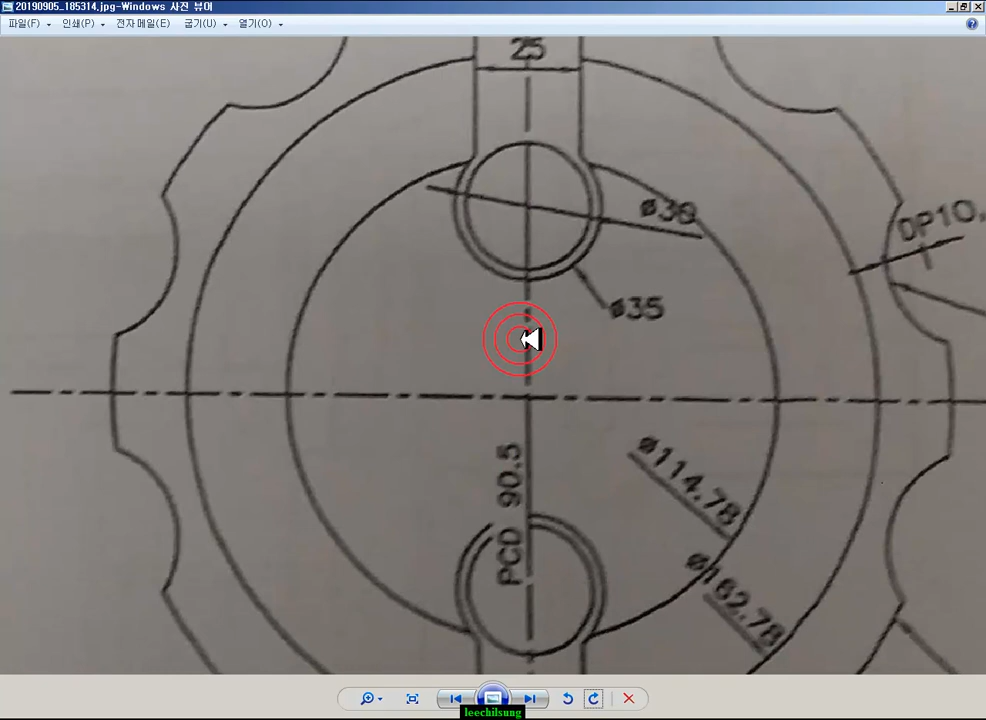 20190905_185314.jpg-Windows 사진 뷰어
파일(F) 인쇄(P) 전자 메일(E) 굽기(U) 열기(O)
25
ø30
DP10.
ø35
ø114.78
PCD 90.5
ø162.78
leechilsung